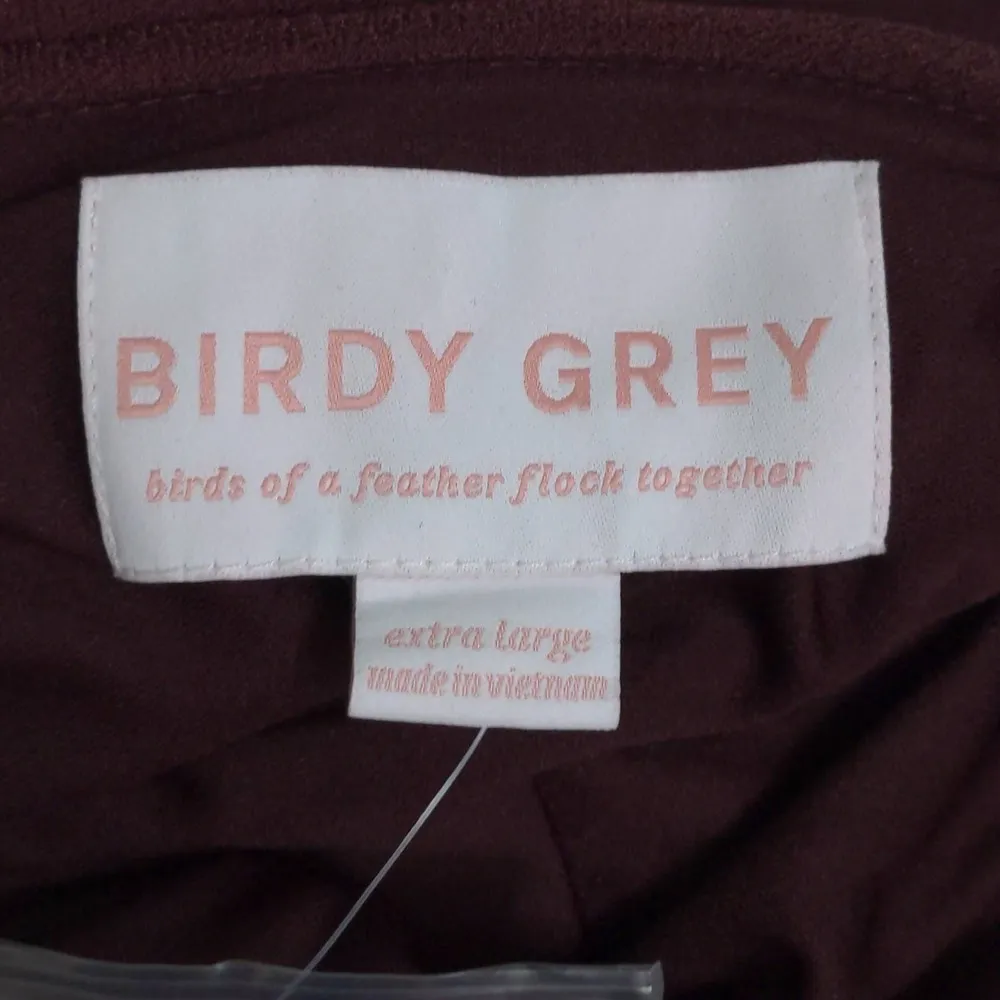 BIRDY GREY
birds of a feather flock together
extra large
made in vietnam